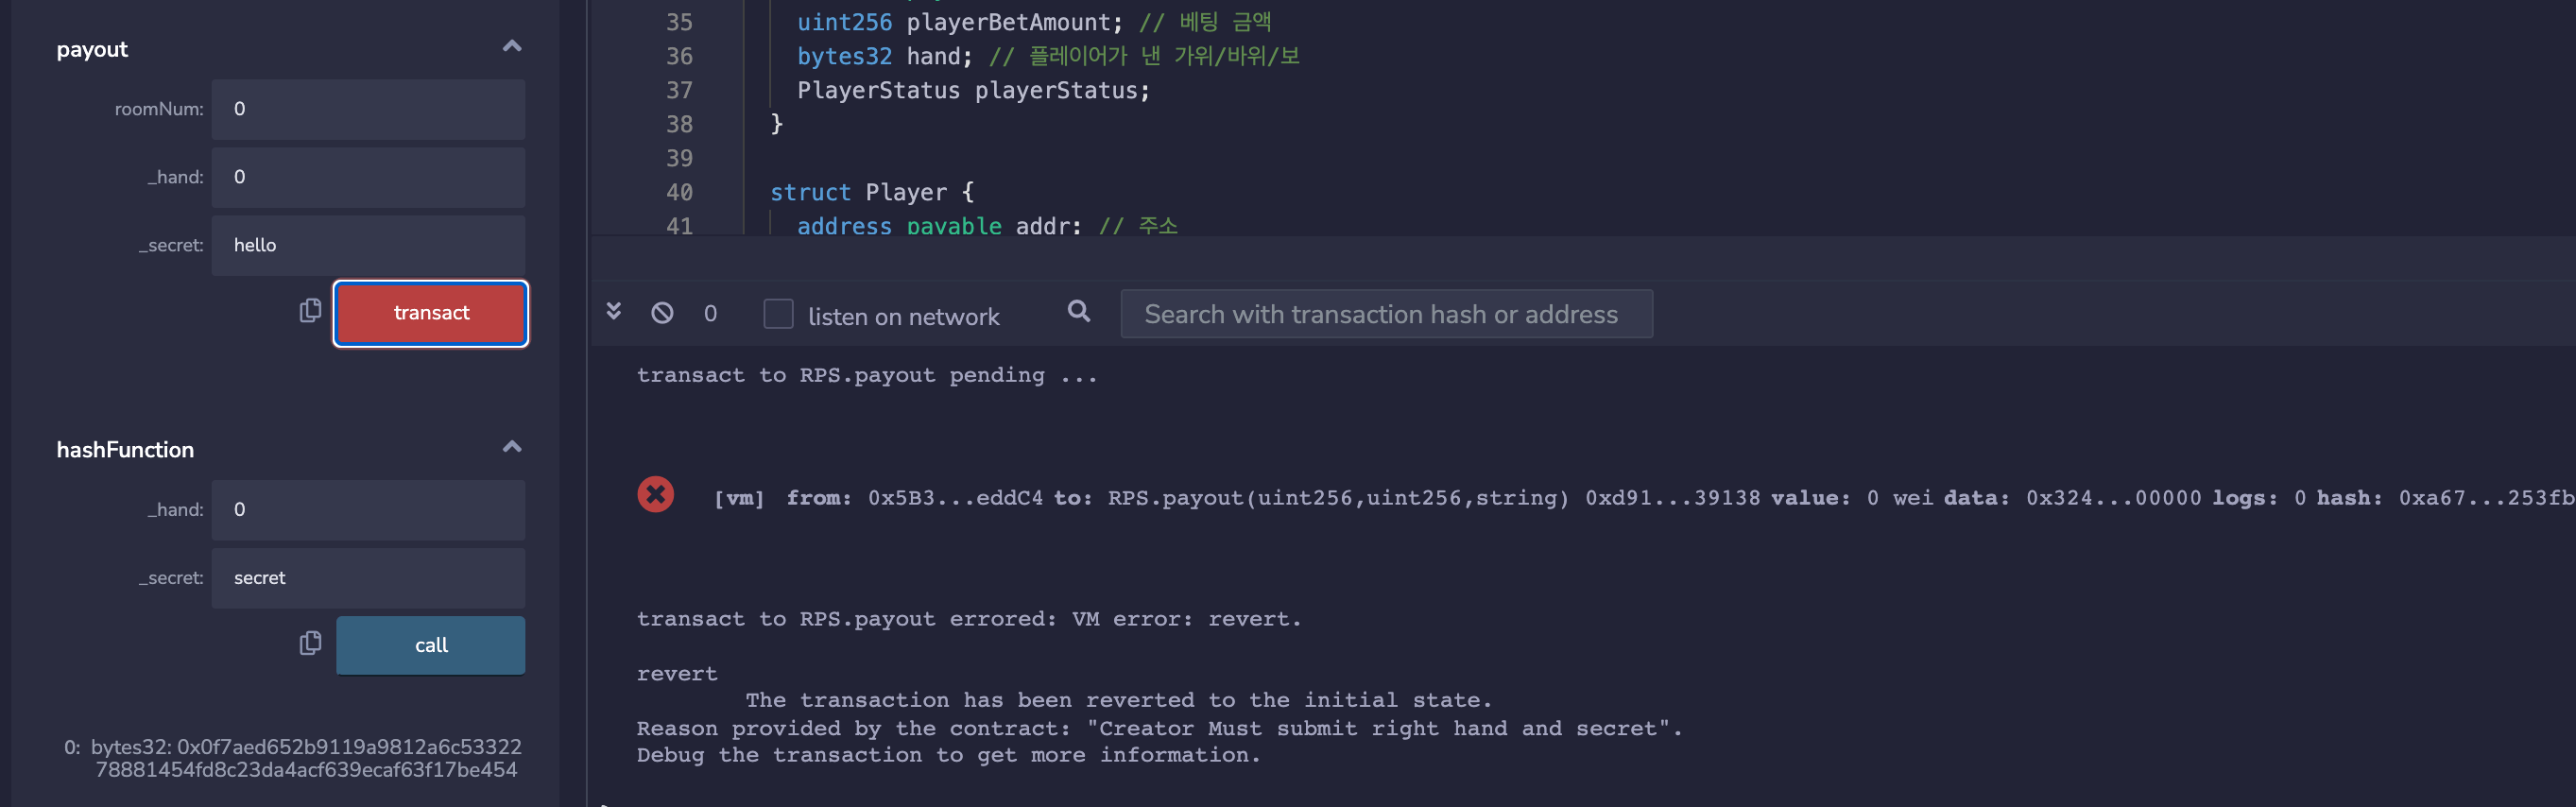 payout
roomNum: 0
_hand: 0
_secret: hello
transact
hashFunction
_hand: 0
_secret: secret
call
0: bytes32: 0x0f7aed652b9119a9812a6c53322
78881454fd8c23da4acf639ecaf63f17be454
35 uint256 playerBetAmount; // 베팅 금액
36 bytes32 hand; // 플레이어가 낸 가위/바위/보
37 PlayerStatus playerStatus;
38 }
39
40 struct Player {
41 address payable addr; // 주소
0 listen on network Search with transaction hash or address
transact to RPS.payout pending ...
[vm] from: 0x5B3...eddC4 to: RPS.payout(uint256,uint256,string) 0xd91...39138 value: 0 wei data: 0x324...00000 logs: 0 hash: 0xa67...253fb
transact to RPS.payout errored: VM error: revert.
revert
The transaction has been reverted to the initial state.
Reason provided by the contract: "Creator Must submit right hand and secret".
Debug the transaction to get more information.